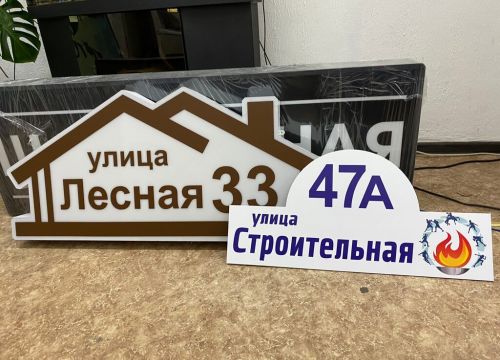 улица
Лесная 33
47А
улица
Строительная